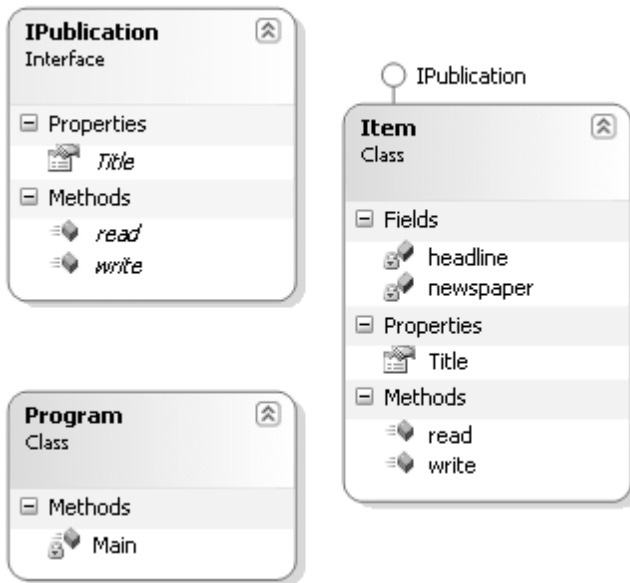 IPublication
Interface
Properties
Title
Methods
read
write
IPublication
Item
Class
Fields
headline
newspaper
Properties
Title
Methods
read
write
Program
Class
Methods
Main